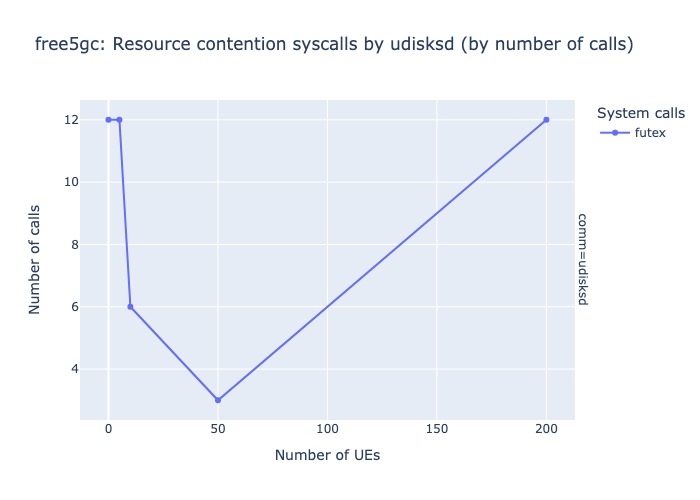 free5gc: Resource contention syscalls by udisksd (by number of calls)
System calls
futex
Number of calls
12
10
8
6
4
comm=udisksd
0
50
100
150
200
Number of UEs